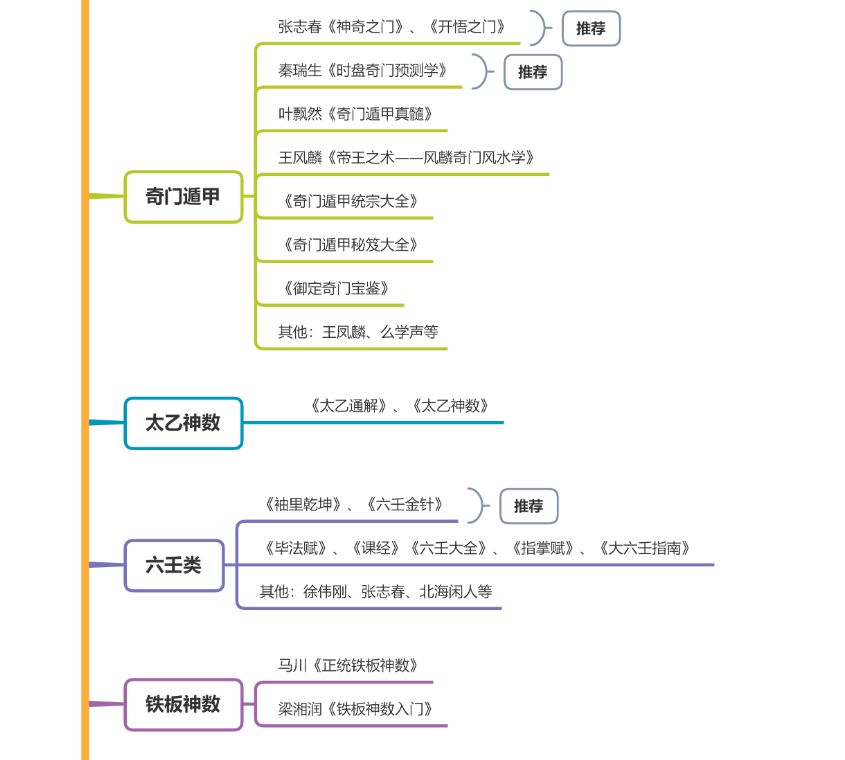 张志春《神奇之门》、《开悟之门》
推荐
秦瑞生《时盘奇门预测学》
推荐
叶飘然《奇门遁甲真髓》
王风麟《帝王之术——风麟奇门风水学》
奇门遁甲
《奇门遁甲统宗大全》
《奇门遁甲秘笈大全》
《御定奇门宝鉴》
其他：王凤麟、么学声等
太乙神数
《太乙通解》、《太乙神数》
《袖里乾坤》、《六壬金针》
推荐
六壬类
《毕法赋》、《课经》《六壬大全》、《指掌赋》、《大六壬指南》
其他：徐伟刚、张志春、北海闲人等
马川《正统铁板神数》
铁板神数
梁湘润《铁板神数入门》